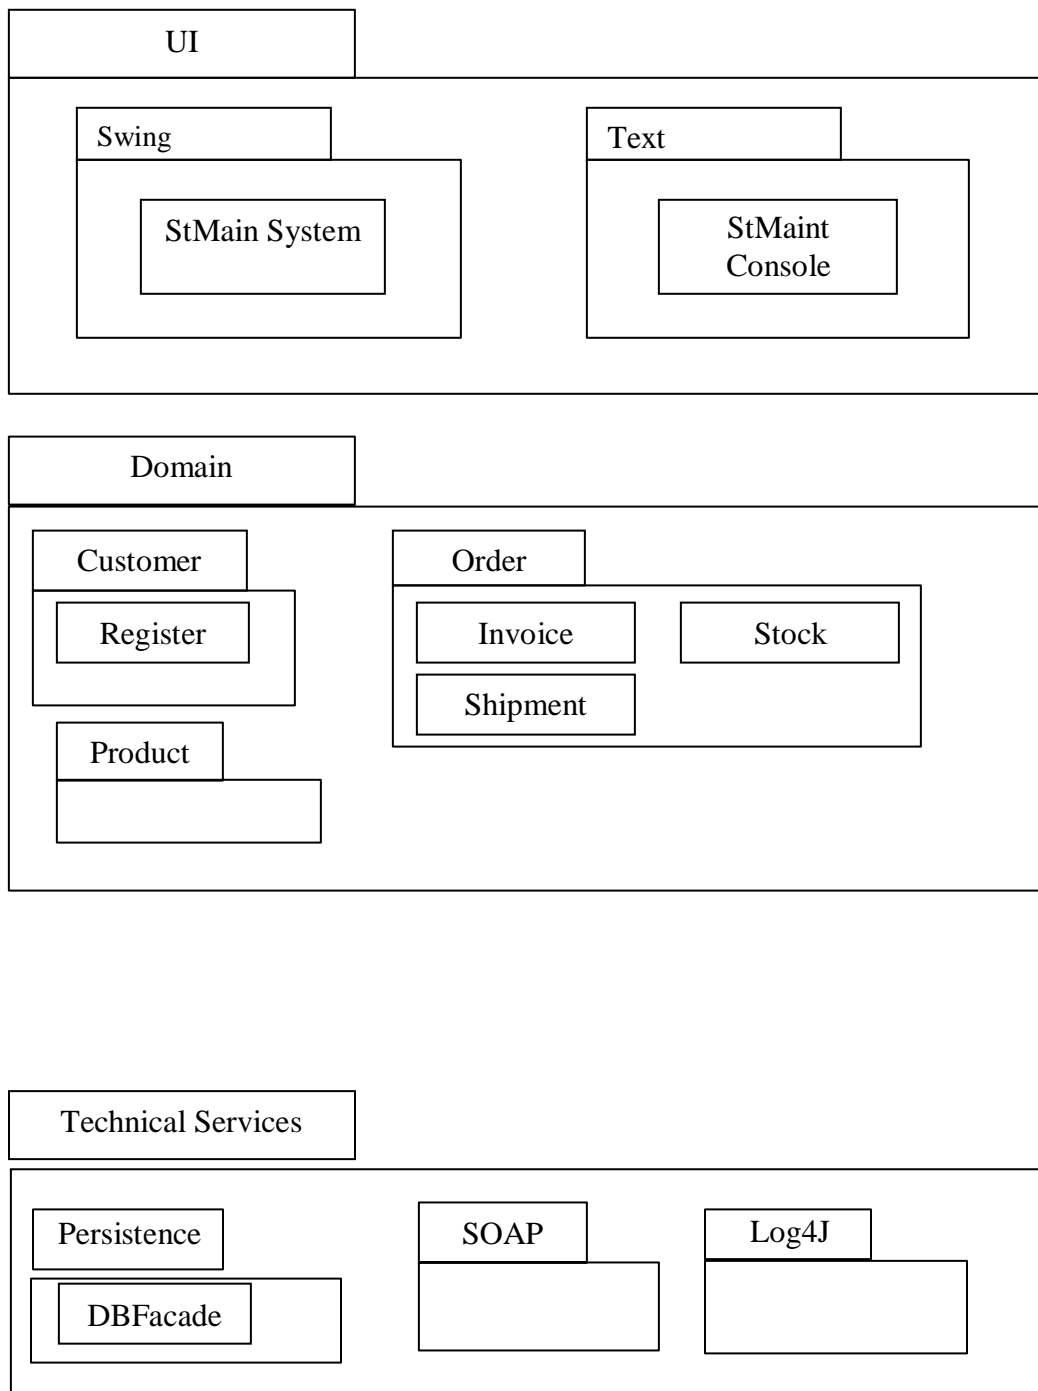 UI
Swing
Text
StMain System
StMaint
Console
Domain
Customer
Order
Register
Invoice
Stock
Shipment
Product
Technical Services
Persistence
SOAP
Log4J
DBFacade